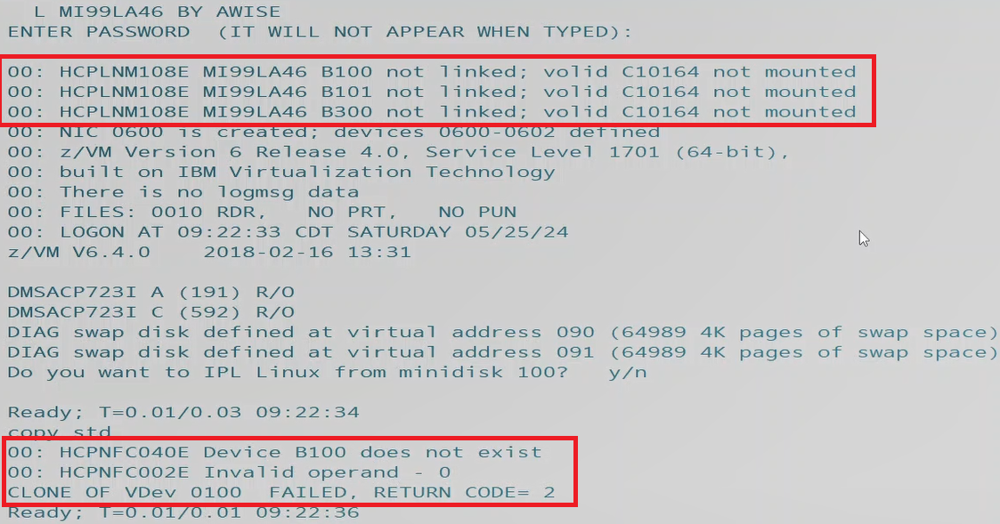 L MI99LA46 BY AWISE
ENTER PASSWORD (IT WILL NOT APPEAR WHEN TYPED):
00: HCPLNM108E MI99LA46 B100 not linked; volid C10164 not mounted
00: HCPLNM108E MI99LA46 B101 not linked; volid C10164 not mounted
00: HCPLNM108E MI99LA46 B300 not linked; volid C10164 not mounted
00: NIC 0600 is created; devices 0600-0602 defined
00: z/VM Version 6 Release 4.0, Service Level 1701 (64-bit),
00: built on IBM Virtualization Technology
00: There is no logmsg data
00: FILES: 0010 RDR, NO PRT, NO PUN
00: LOGON AT 09:22:33 CDT SATURDAY 05/25/24
z/VM V6.4.0 2018-02-16 13:31
DMSACP723I A (191) R/O
DMSACP723I C (592) R/O
DIAG swap disk defined at virtual address 090 (64989 4K pages of swap space)
DIAG swap disk defined at virtual address 091 (64989 4K pages of swap space)
Do you want to IPL Linux from minidisk 100? y/n
Ready; T=0.01/0.03 09:22:34
copy std
00: HCPNFC040E Device B100 does not exist
00: HCPNFC002E Invalid operand - 0
CLONE OF VDev 0100 FAILED, RETURN CODE= 2
Ready; T=0.01/0.01 09:22:36